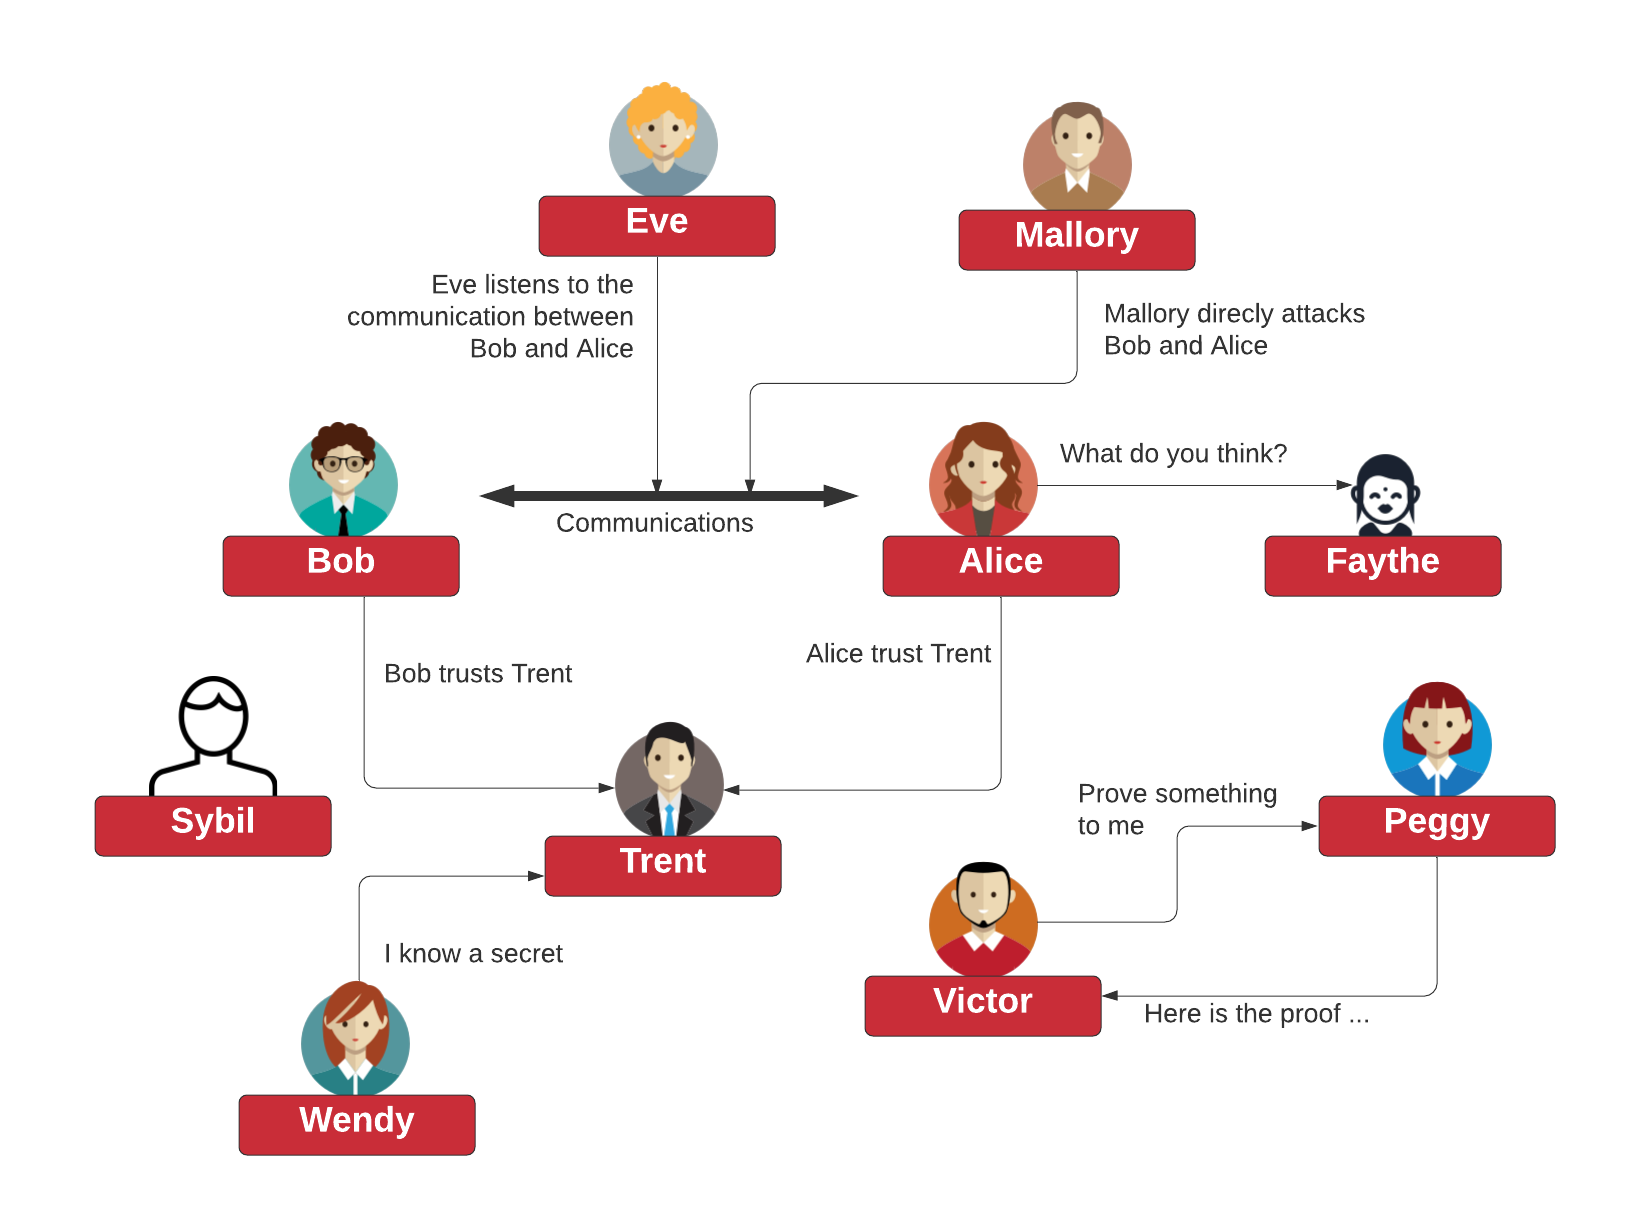 Eve
Mallory
Eve listens to the
communication between
Bob and Alice
Mallory direcly attacks
Bob and Alice
What do you think?
Communications
Bob
Alice
Faythe
Bob trusts Trent
Alice trust Trent
Sybil
Trent
Prove something
to me
Peggy
I know a secret
Victor
Here is the proof ...
Wendy